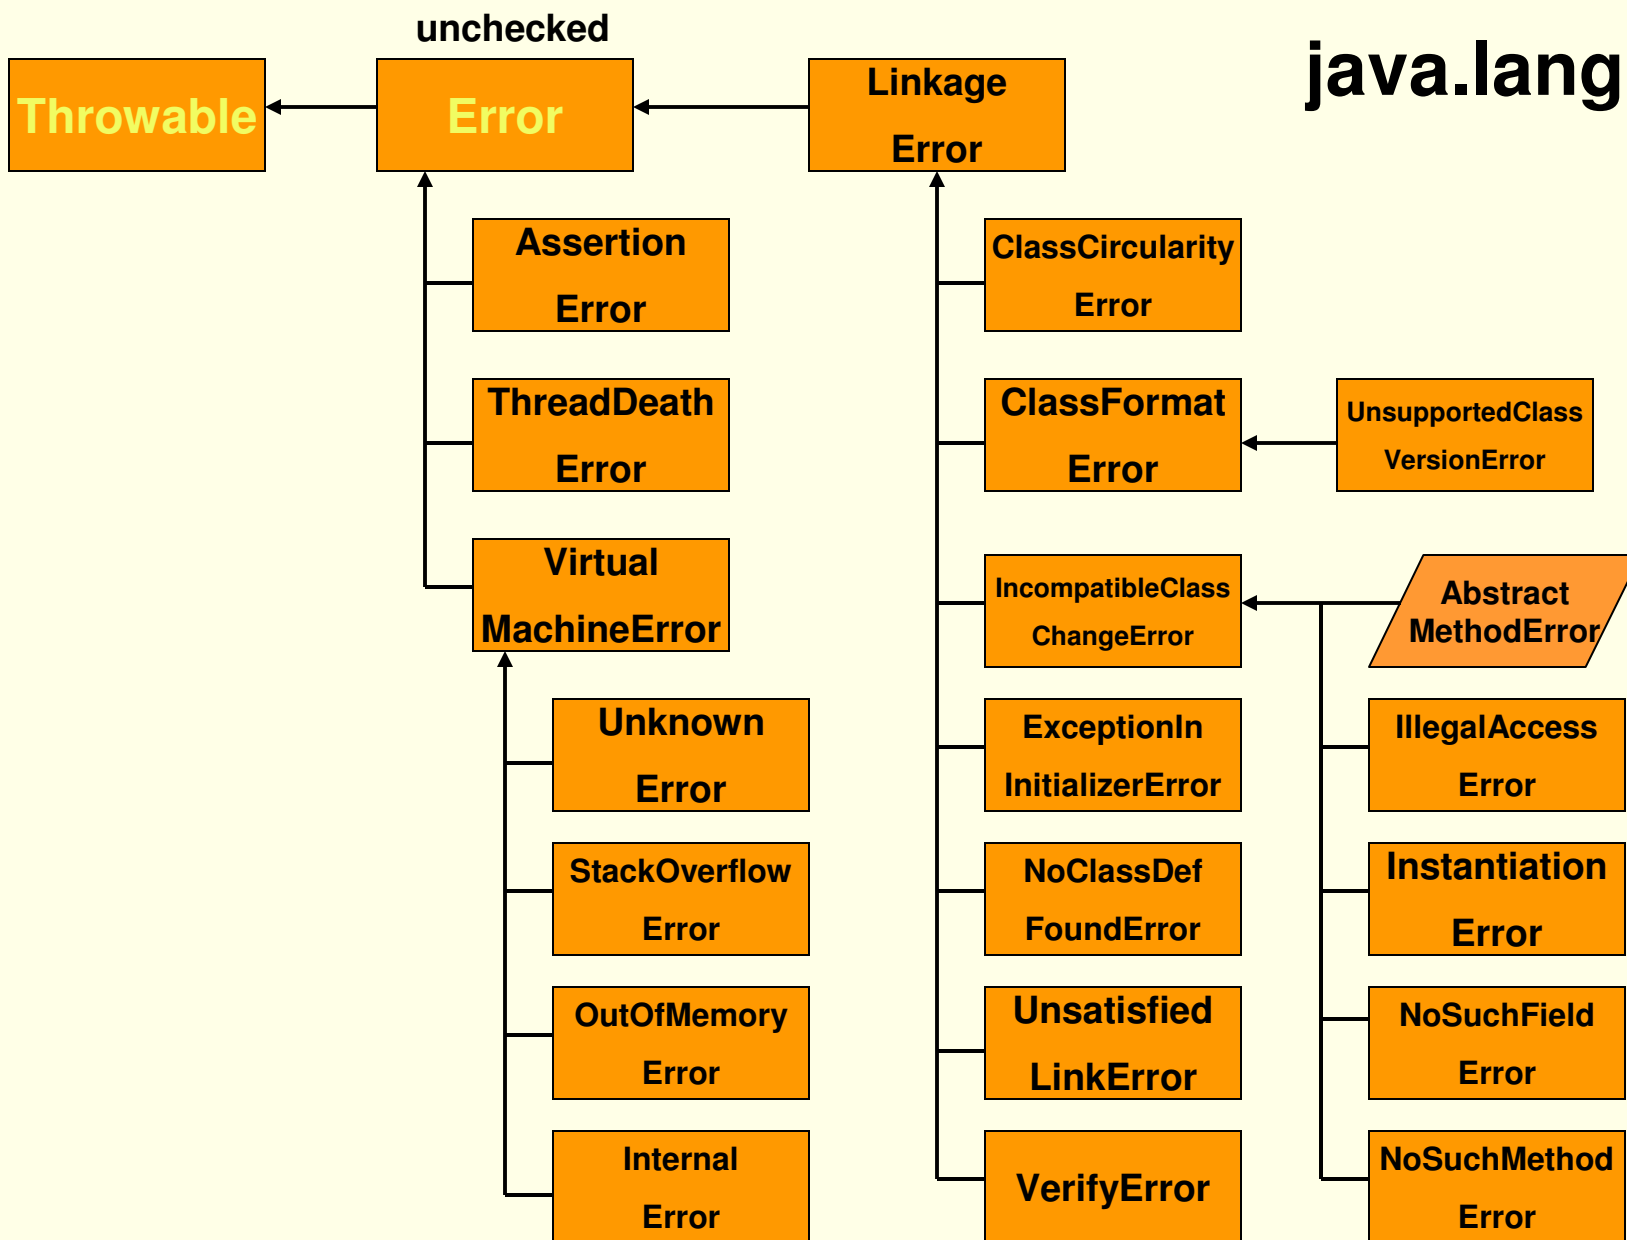 unchecked
java.lang
Throwable
Error
Linkage
Error
Assertion
Error
ThreadDeath
Error
Virtual
MachineError
Unknown
Error
StackOverflow
Error
OutOfMemory
Error
Internal
Error
ClassCircularity
Error
ClassFormat
Error
UnsupportedClass
VersionError
IncompatibleClass
ChangeError
ExceptionIn
InitializerError
NoClassDef
FoundError
Unsatisfied
LinkError
VerifyError
Abstract
MethodError
IllegalAccess
Error
Instantiation
Error
NoSuchField
Error
NoSuchMethod
Error